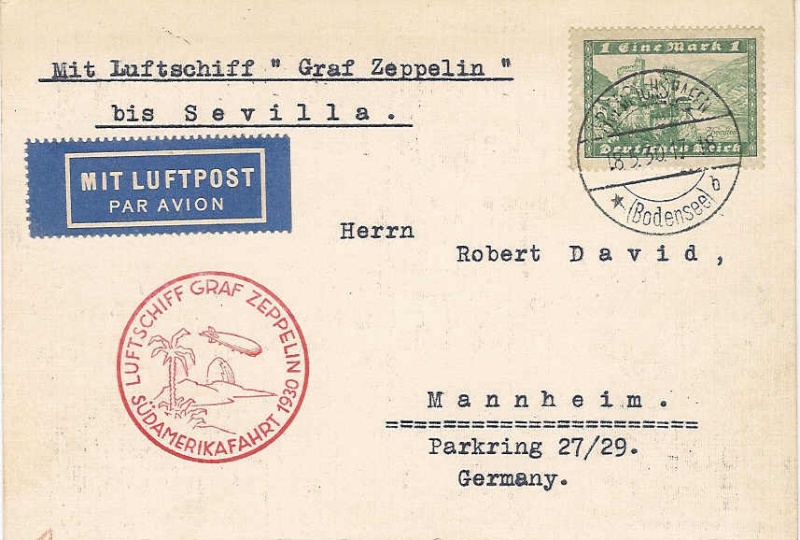 Mit Luftschiff " Graf Zeppelin "
bis Sevilla.
1 Eine Mark 1
Deutsches Reich
(Bodensee) b
MIT LUFTPOST
PAR AVION
Herrn
Robert David,
LUFTSCHIFF GRAF ZEPPELIN
SÜDAMERIKAFAHRT 1930
Mannheim.
Parkring 27/29.
Germany.